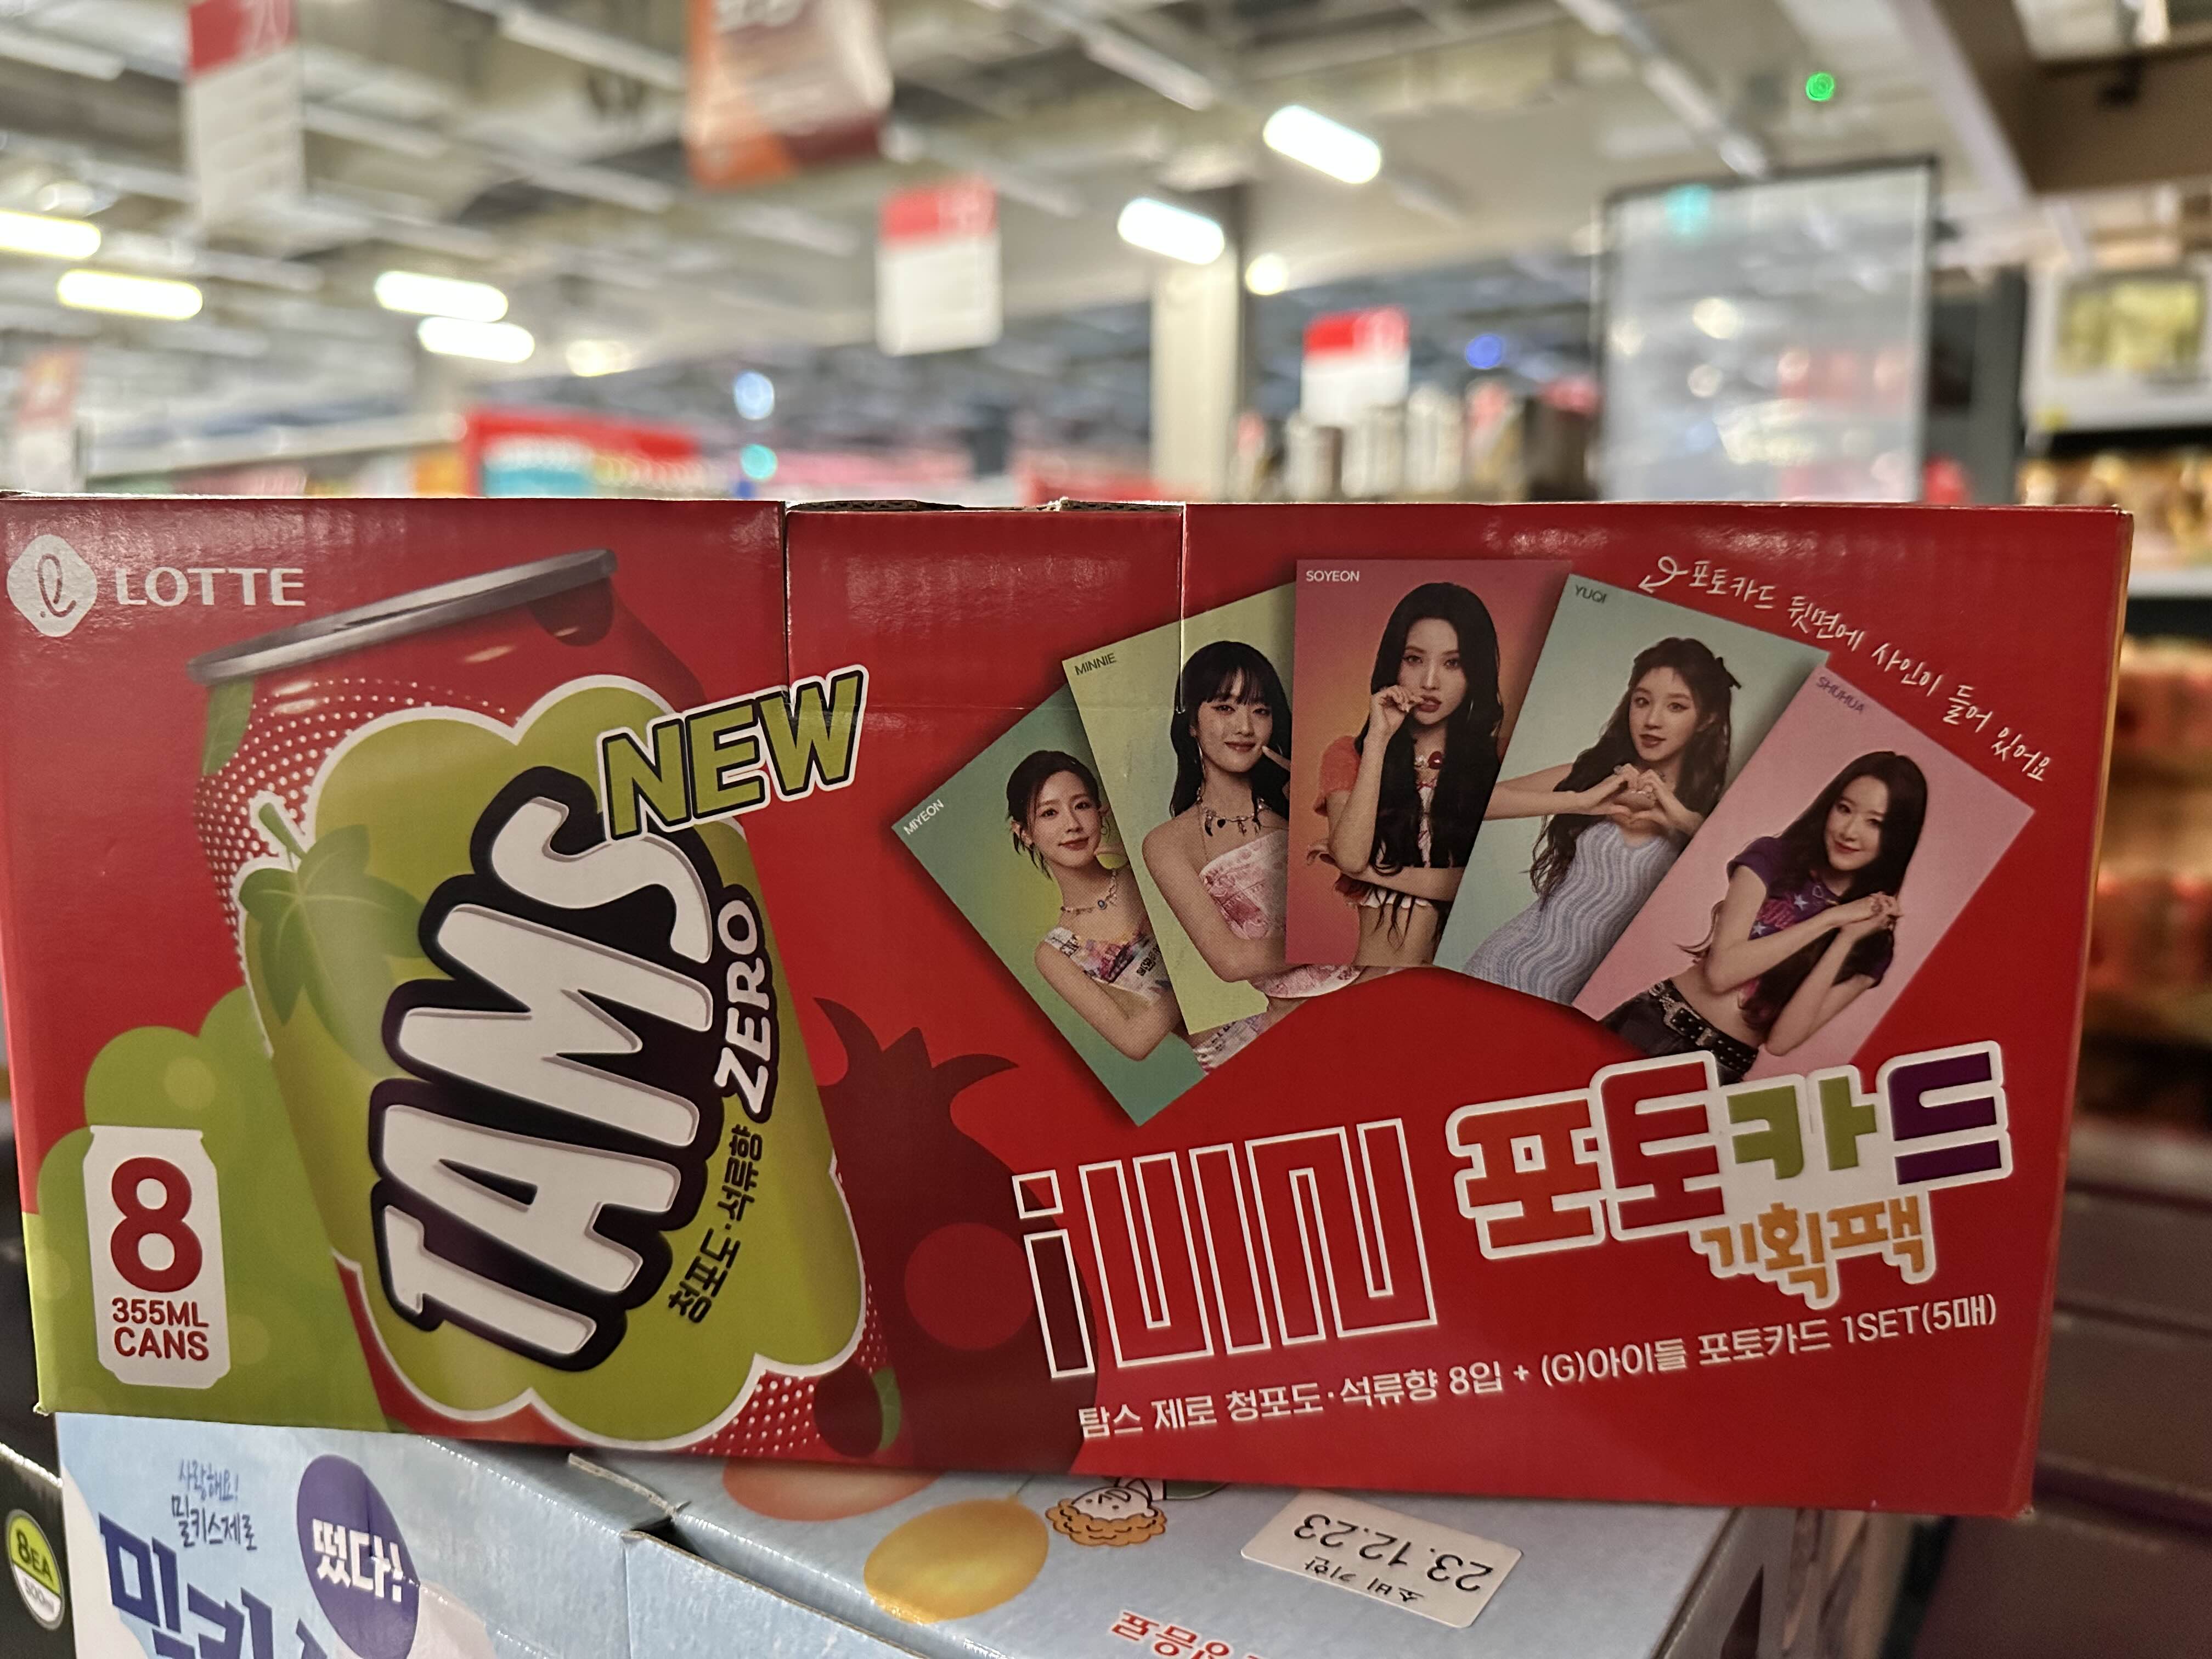 LOTTE
NEW
TAMS
ZERO
청포도·석류향
8
355ML
CANS
MIYEON
MINNIE
SOYEON
YUQI
SHUHUA
포토카드 뒷면에 사인이 들어 있어요
포토카드
기획팩
탐스 제로 청포도·석류향 8입 + (G)아이들 포토카드 1SET(5매)
사랑해요!
밀키스제로
떴다!
8EA
소비기한
23.12.23